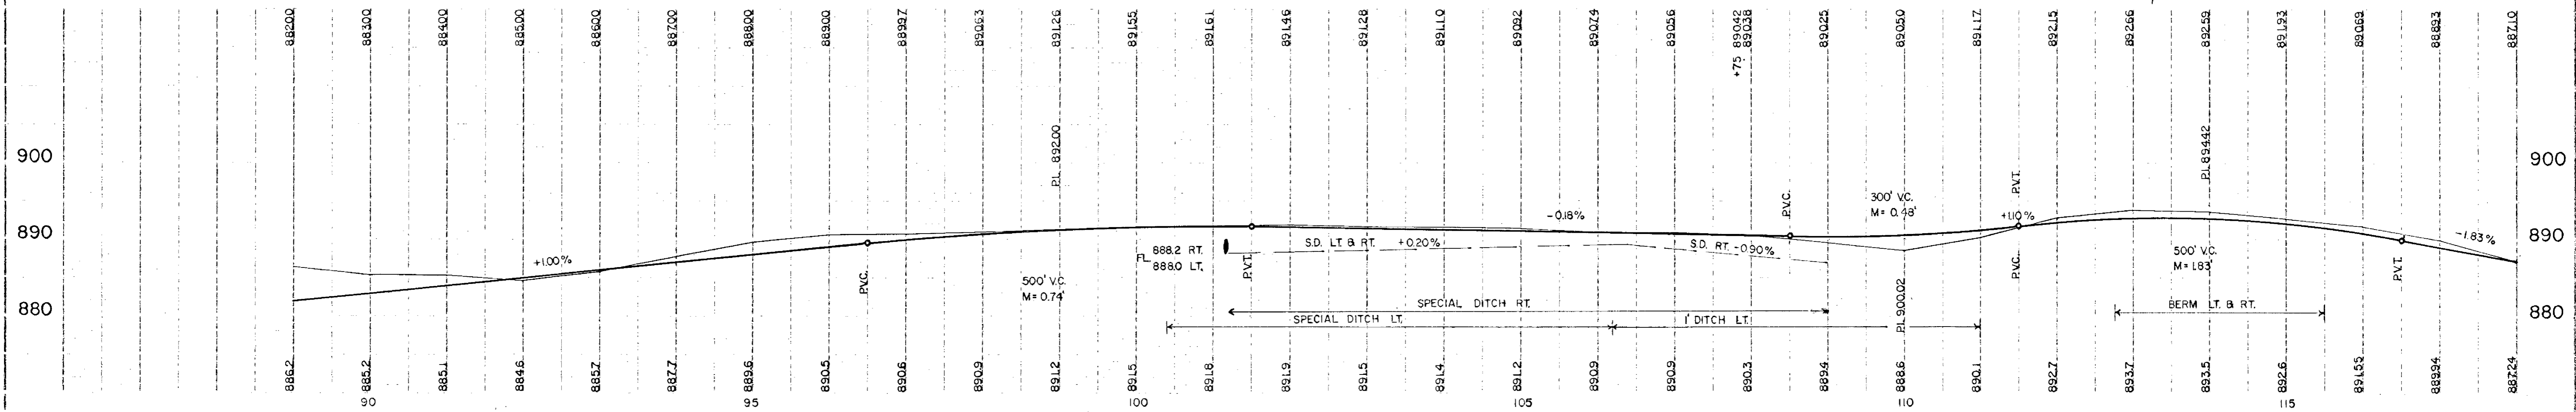 882.00 883.00 884.00 885.00 886.00 887.00 888.00 889.00 889.97 890.63 891.26 891.55 891.61 891.46 891.28 891.10 890.92 890.74 890.56 890.42 890.38 890.25 890.50 891.17 892.15 892.66 892.59 891.93 890.69 888.93 887.10
+75
P.I. 892.00
P.I. 894.42
900
900
890
890
880
880
+1.00%
P.V.C.
500' V.C.
M= 0.74'
FL
888.2 RT.
888.0 LT.
P.V.T.
S.D. LT. & RT. +0.20%
-0.18%
S.D. RT. -0.90%
P.V.C.
300' V.C.
M= 0.48'
P.I. 900.02
P.V.T.
+1.10%
P.V.C.
500' V.C.
M= 1.83'
P.V.T.
-1.83%
SPECIAL DITCH RT.
SPECIAL DITCH LT.
1' DITCH LT.
BERM LT. & RT.
886.2 885.2 885.1 884.6 885.7 887.7 889.6 890.5 890.6 890.9 891.2 891.5 891.8 891.9 891.5 891.4 891.2 890.9 890.9 890.3 889.4 888.6 890.1 892.7 893.7 893.5 892.6 891.55 889.94 887.24
90 95 100 105 110 115